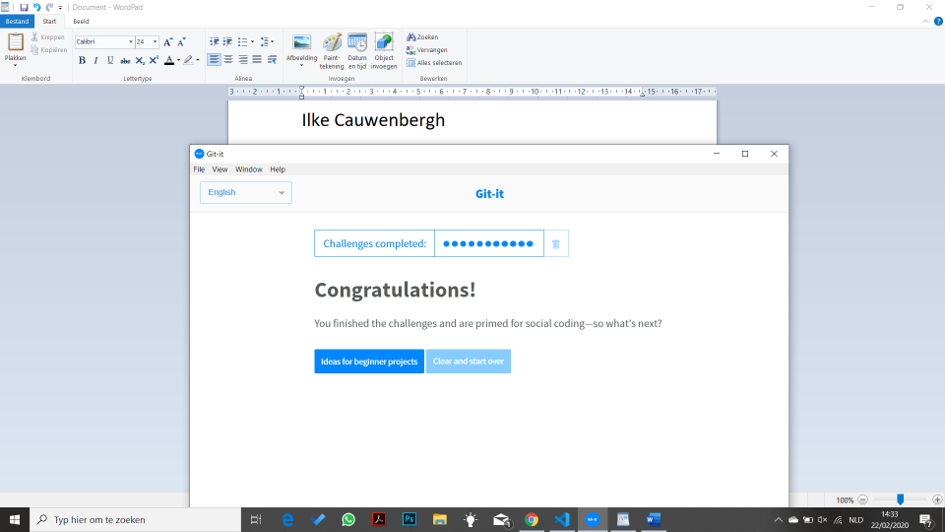 Document - WordPad
Bestand Start Beeld
Plakken
Knippen
Kopiëren
Klembord
Calibri 24
B I U abc X₂ X² A
Lettertype
Alinea
Afbeelding
Paint-tekening
Datum en tijd
Object invoegen
Invoegen
Zoeken
Vervangen
Alles selecteren
Bewerken
3 2 1 1 2 3 4 5 6 7 8 9 10 11 12 13 14 15 16 17
Ilke Cauwenbergh
Git-it
File View Window Help
English
Git-it
Challenges completed:
Congratulations!
You finished the challenges and are primed for social coding—so what's next?
Ideas for beginner projects
Clear and start over
100%
Typ hier om te zoeken
NLD
14:33
22/02/2020